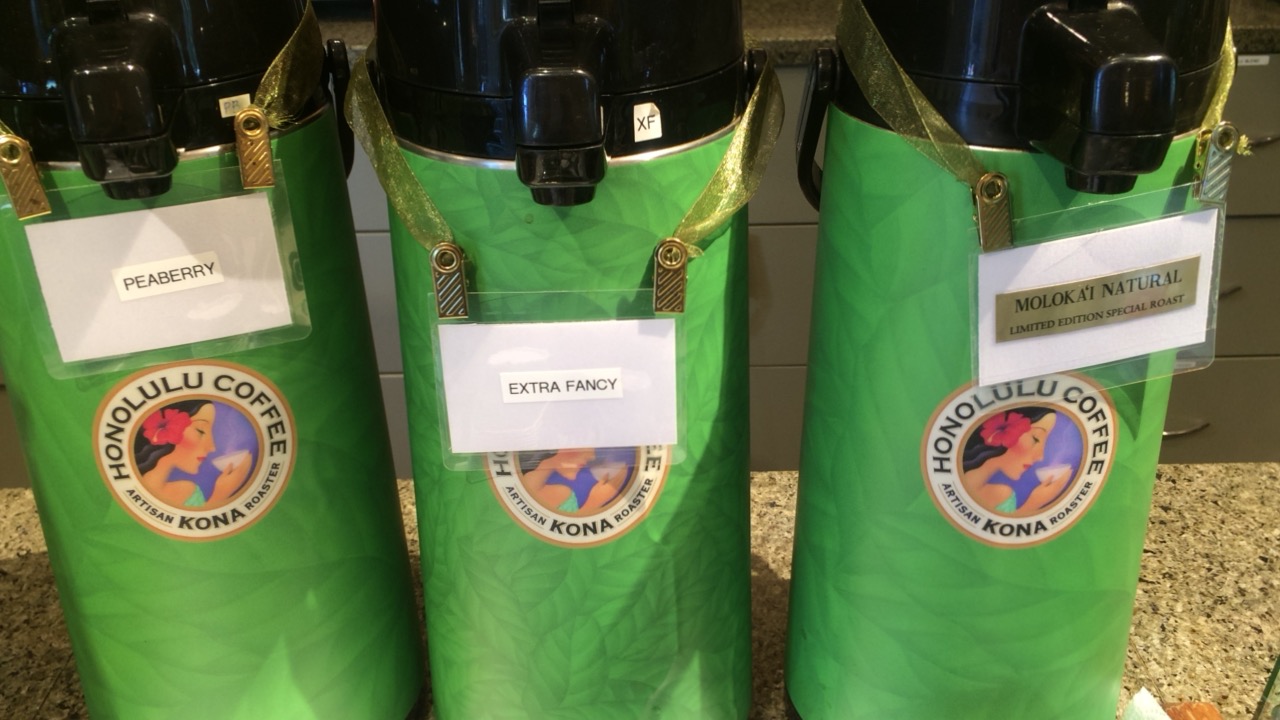 PEABERRY
HONOLULU COFFEE
ARTISAN KONA ROASTER
XF
EXTRA FANCY
ARTISAN KONA ROASTER
MOLOKA'I NATURAL
LIMITED EDITION SPECIAL ROAST
HONOLULU COFFEE
ARTISAN KONA ROASTER